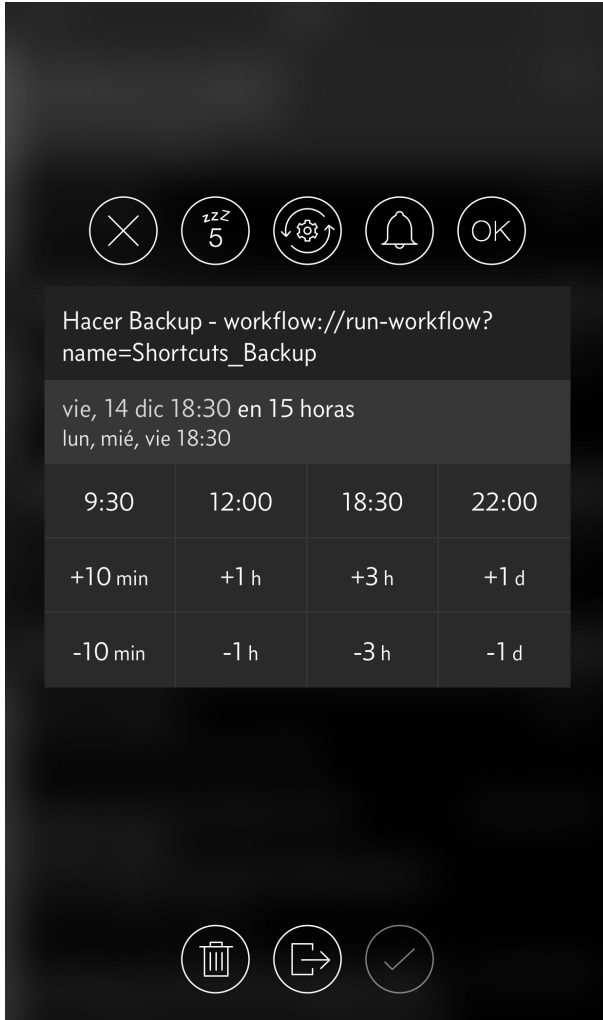 zzz
5
OK
Hacer Backup - workflow://run-workflow?
name=Shortcuts_Backup
vie, 14 dic 18:30 en 15 horas
lun, mié, vie 18:30
9:30 12:00 18:30 22:00
+10 min +1 h +3 h +1 d
-10 min -1 h -3 h -1 d